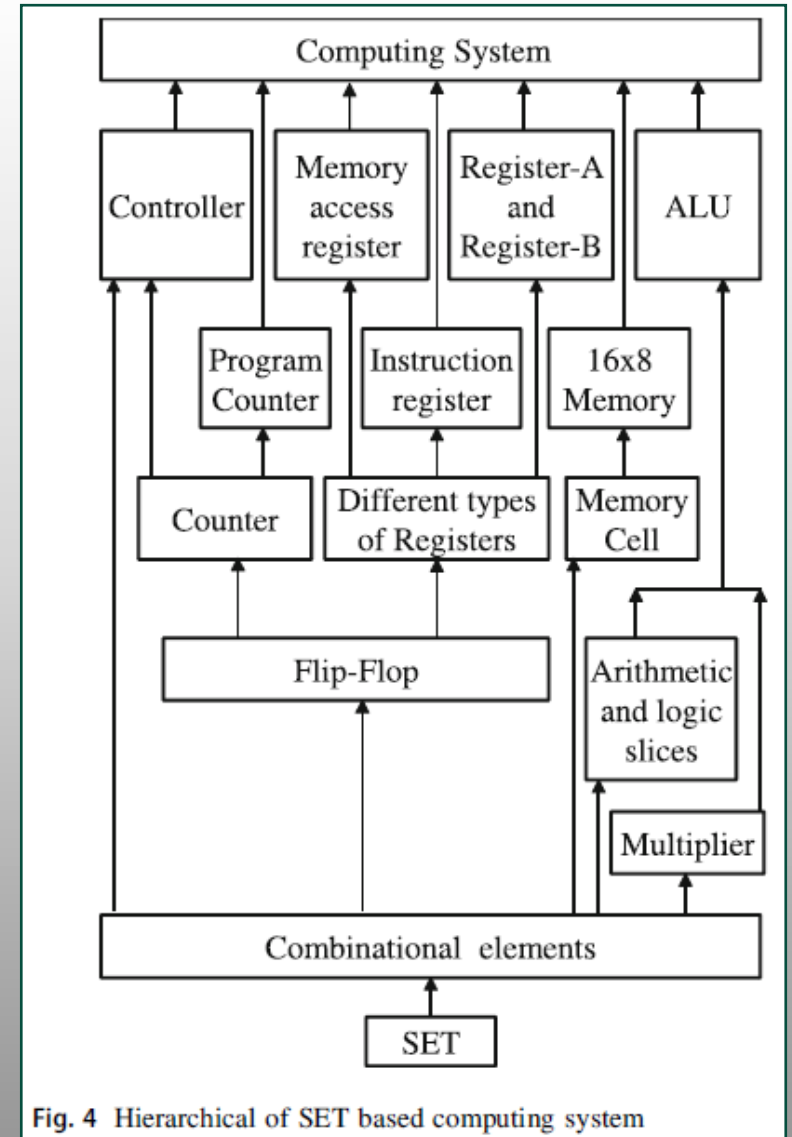 Computing System
Controller
Memory
access
register
Register-A
and
Register-B
ALU
Program
Counter
Instruction
register
16x8
Memory
Counter
Different types
of Registers
Memory
Cell
Flip-Flop
Arithmetic
and logic
slices
Multiplier
Combinational elements
SET
Fig. 4 Hierarchical of SET based computing system